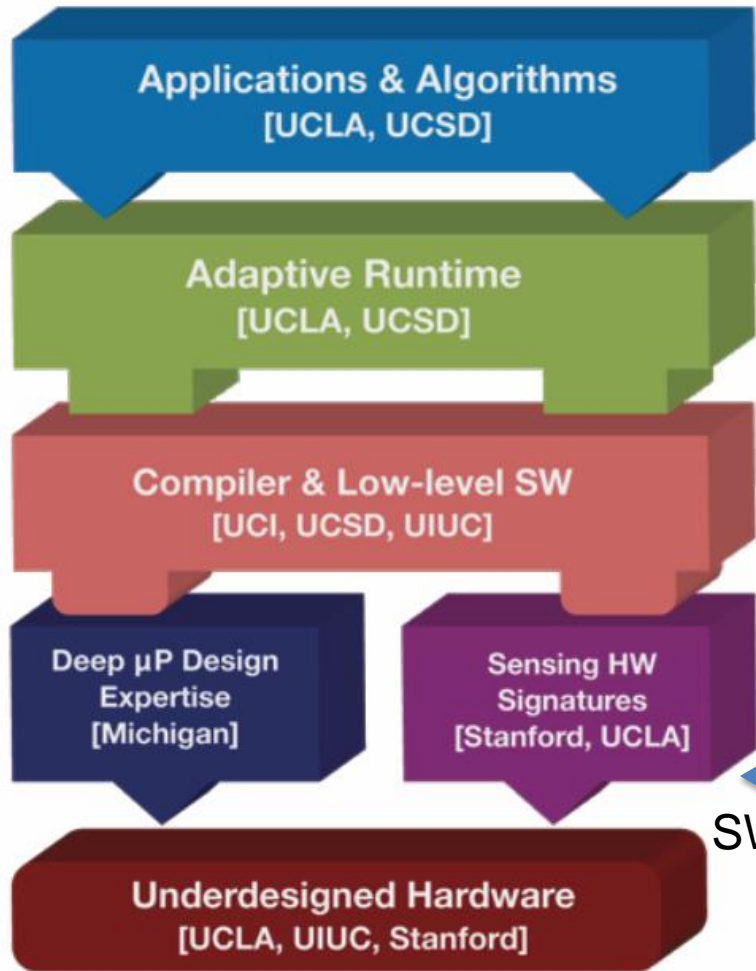 Applications & Algorithms
[UCLA, UCSD]
Adaptive Runtime
[UCLA, UCSD]
Compiler & Low-level SW
[UCI, UCSD, UIUC]
Deep µP Design
Expertise
[Michigan]
Sensing HW
Signatures
[Stanford, UCLA]
Underdesigned Hardware
[UCLA, UIUC, Stanford]